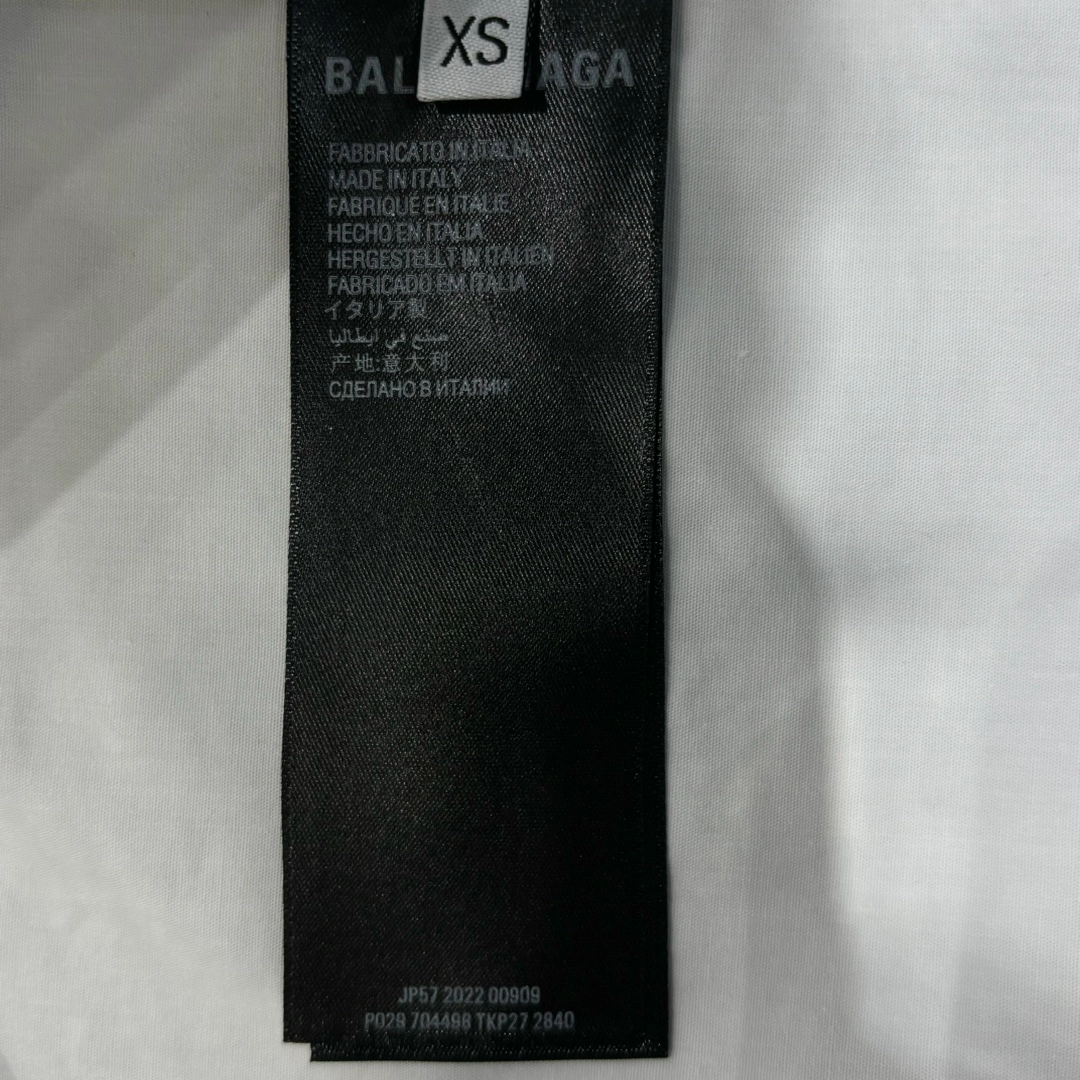 XS
BAL AGA
FABBRICATO IN ITALIA
MADE IN ITALY
FABRIQUE EN ITALIE
HECHO EN ITALIA
HERGESTELLT IN ITALIEN
FABRICADO EM ITALIA
イタリア製
صنع في ايطاليا
产地:意大利
СДЕЛАНО В ИТАЛИИ
JP57 2022 00909
P029 704498 TKP27 2840